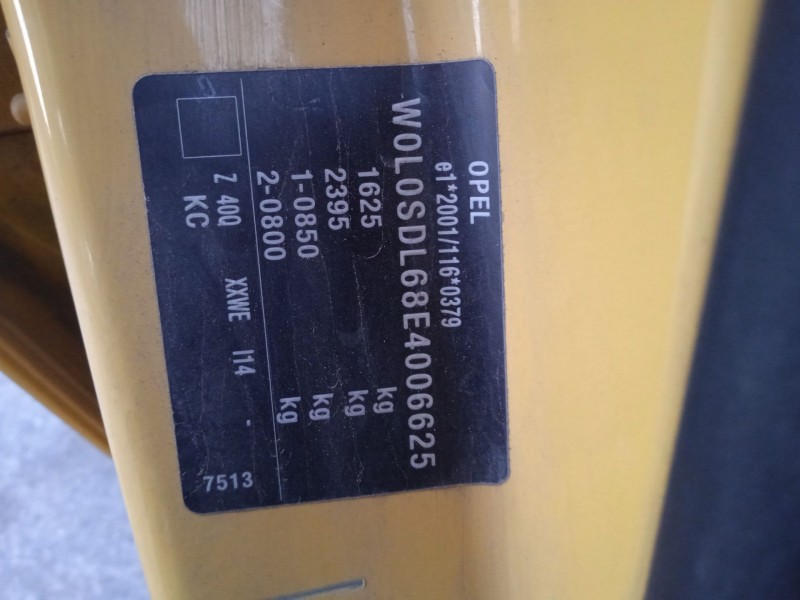 OPEL
e1*2001/116*0379
W0L0SDL68E4006625
1625 kg
2395 kg
1-0850 kg
2-0800 kg
Z 40Q XXWE I14 -
KC 7513